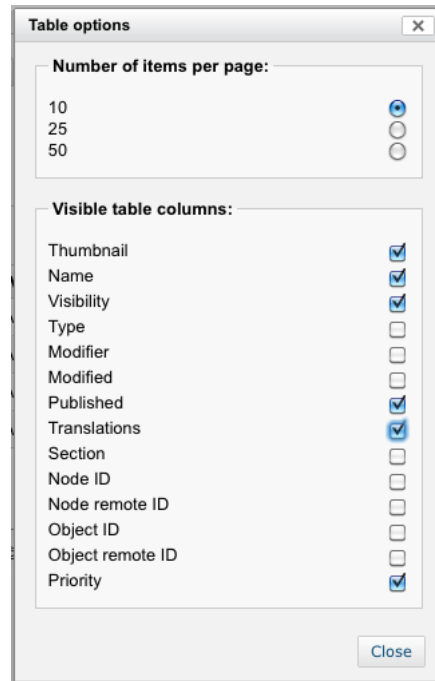 Table options
Number of items per page:
10
25
50
Visible table columns:
Thumbnail
Name
Visibility
Type
Modifier
Modified
Published
Translations
Section
Node ID
Node remote ID
Object ID
Object remote ID
Priority
Close